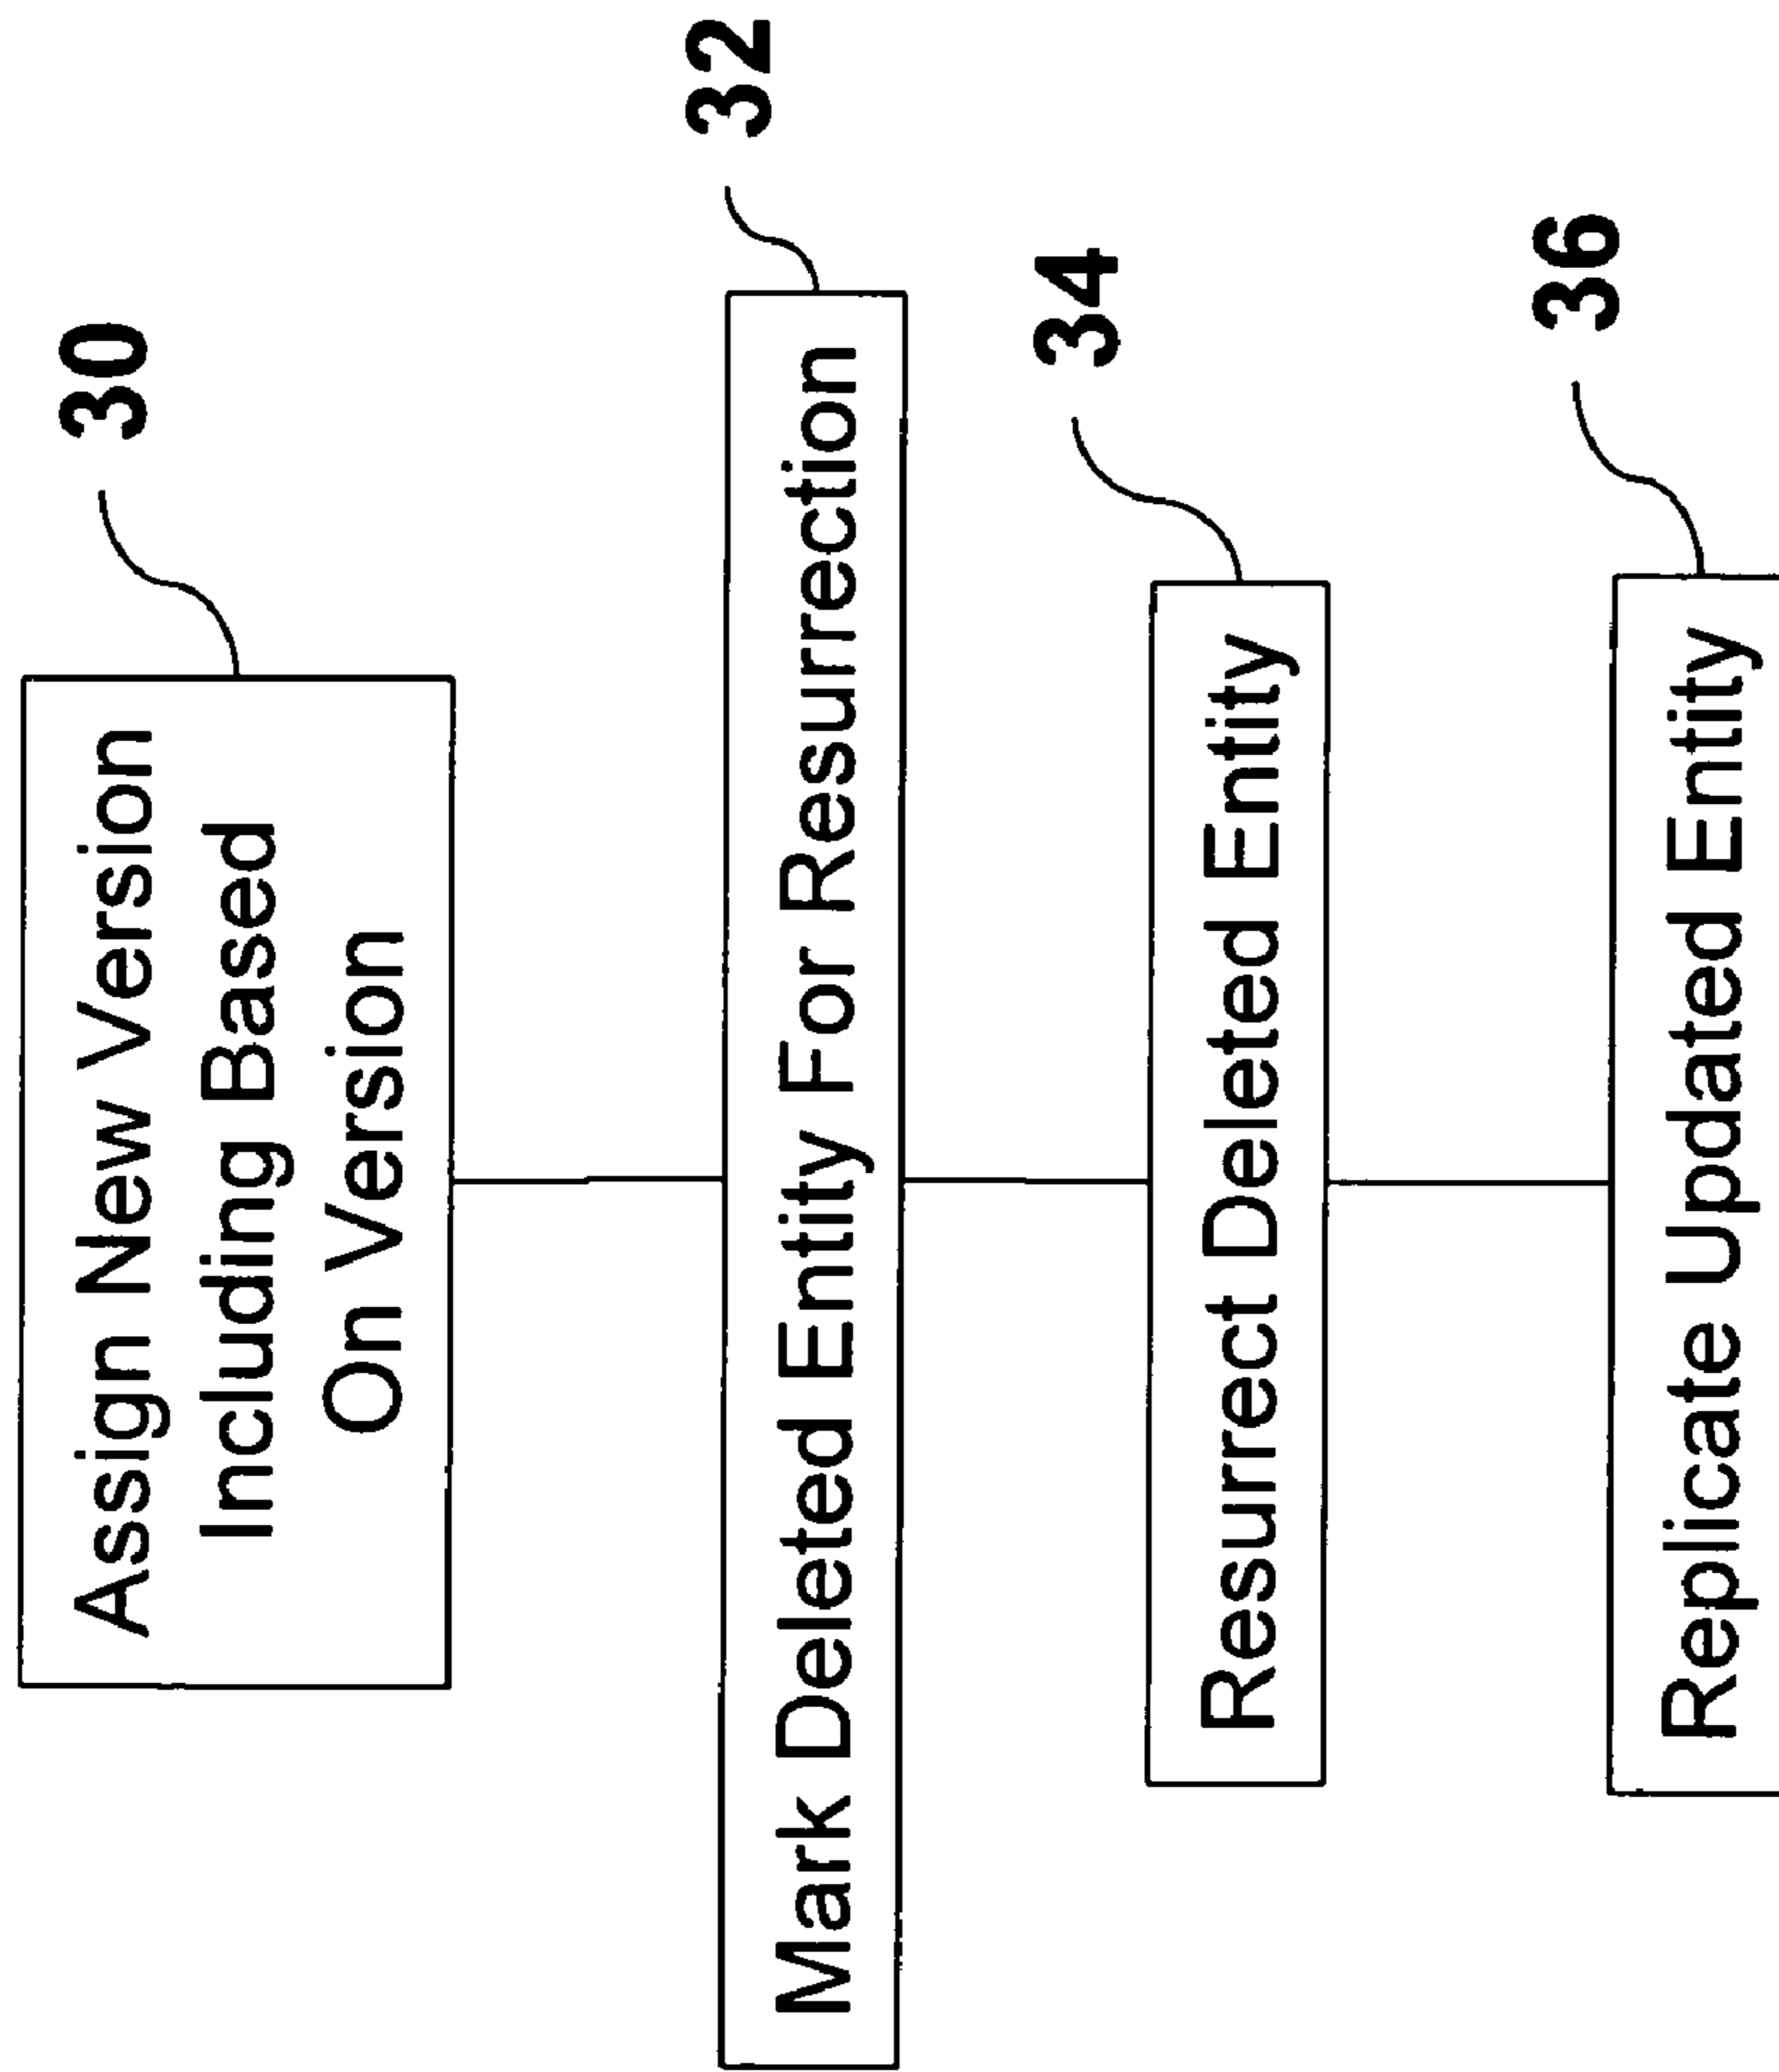 Assign New Version
Including Based
On Version
30
Mark Deleted Entity For Resurrection
32
Resurrect Deleted Entity
34
Replicate Updated Entity
36